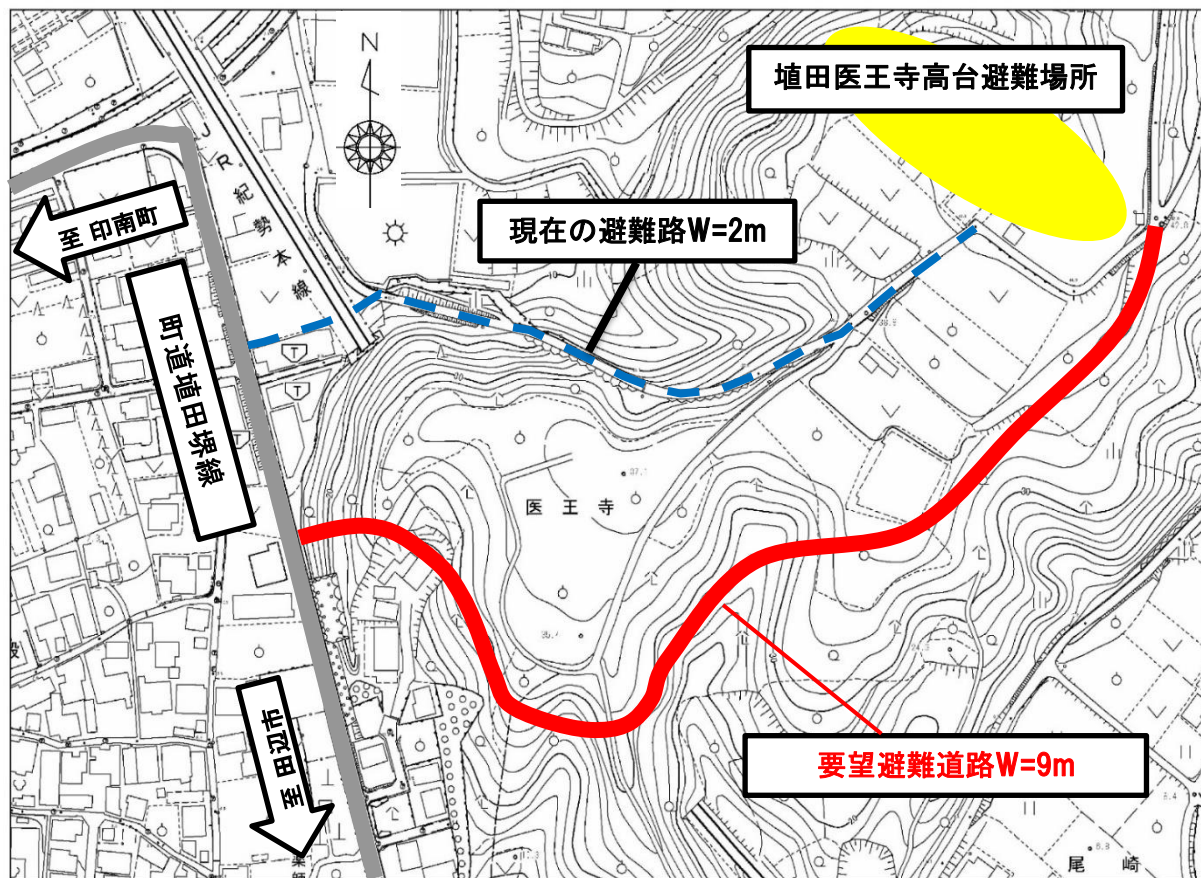 N
埴田医王寺高台避難場所
JR紀勢本線
至 印南町
現在の避難路W=2m
町道埴田堺線
T
T
医王寺
至 田辺市
要望避難道路W=9m
尾崎